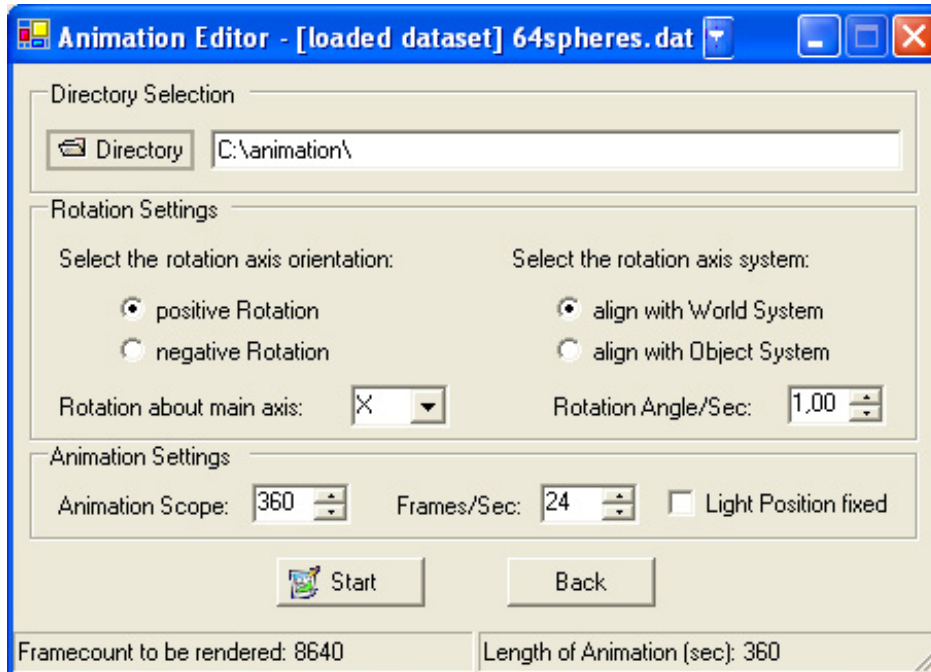 Animation Editor - [loaded dataset] 64spheres.dat
Directory Selection
Directory C:\animation\
Rotation Settings
Select the rotation axis orientation: Select the rotation axis system:
positive Rotation align with World System
negative Rotation align with Object System
Rotation about main axis: X Rotation Angle/Sec: 1,00
Animation Settings
Animation Scope: 360 Frames/Sec: 24 Light Position fixed
Start Back
Framecount to be rendered: 8640 Length of Animation (sec): 360